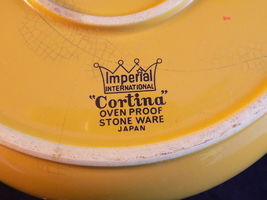 Imperial
INTERNATIONAL
"Cortina"
OVEN PROOF
STONE WARE
JAPAN